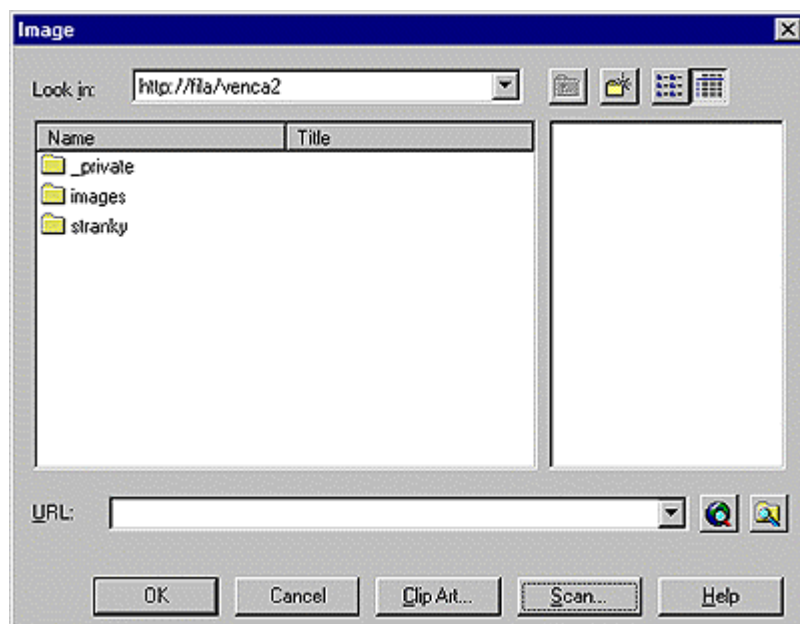 Image
Look in: http://fila/venca2
Name Title
_private
images
stranky
URL:
OK Cancel Clip Art... Scan... Help